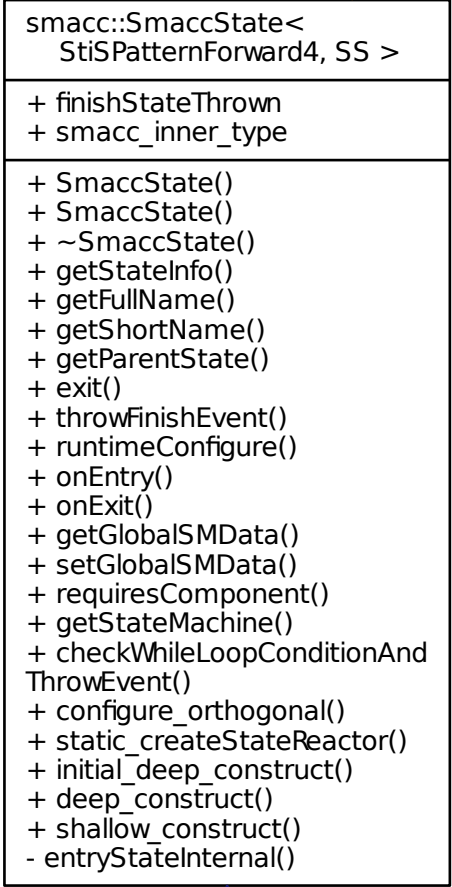 smacc::SmaccState<
StiSPatternForward4, SS >
+ finishStateThrown
+ smacc_inner_type
+ SmaccState()
+ SmaccState()
+ ~SmaccState()
+ getStateInfo()
+ getFullName()
+ getShortName()
+ getParentState()
+ exit()
+ throwFinishEvent()
+ runtimeConfigure()
+ onEntry()
+ onExit()
+ getGlobalSMData()
+ setGlobalSMData()
+ requiresComponent()
+ getStateMachine()
+ checkWhileLoopConditionAnd
ThrowEvent()
+ configure_orthogonal()
+ static_createStateReactor()
+ initial_deep_construct()
+ deep_construct()
+ shallow_construct()
- entryStateInternal()